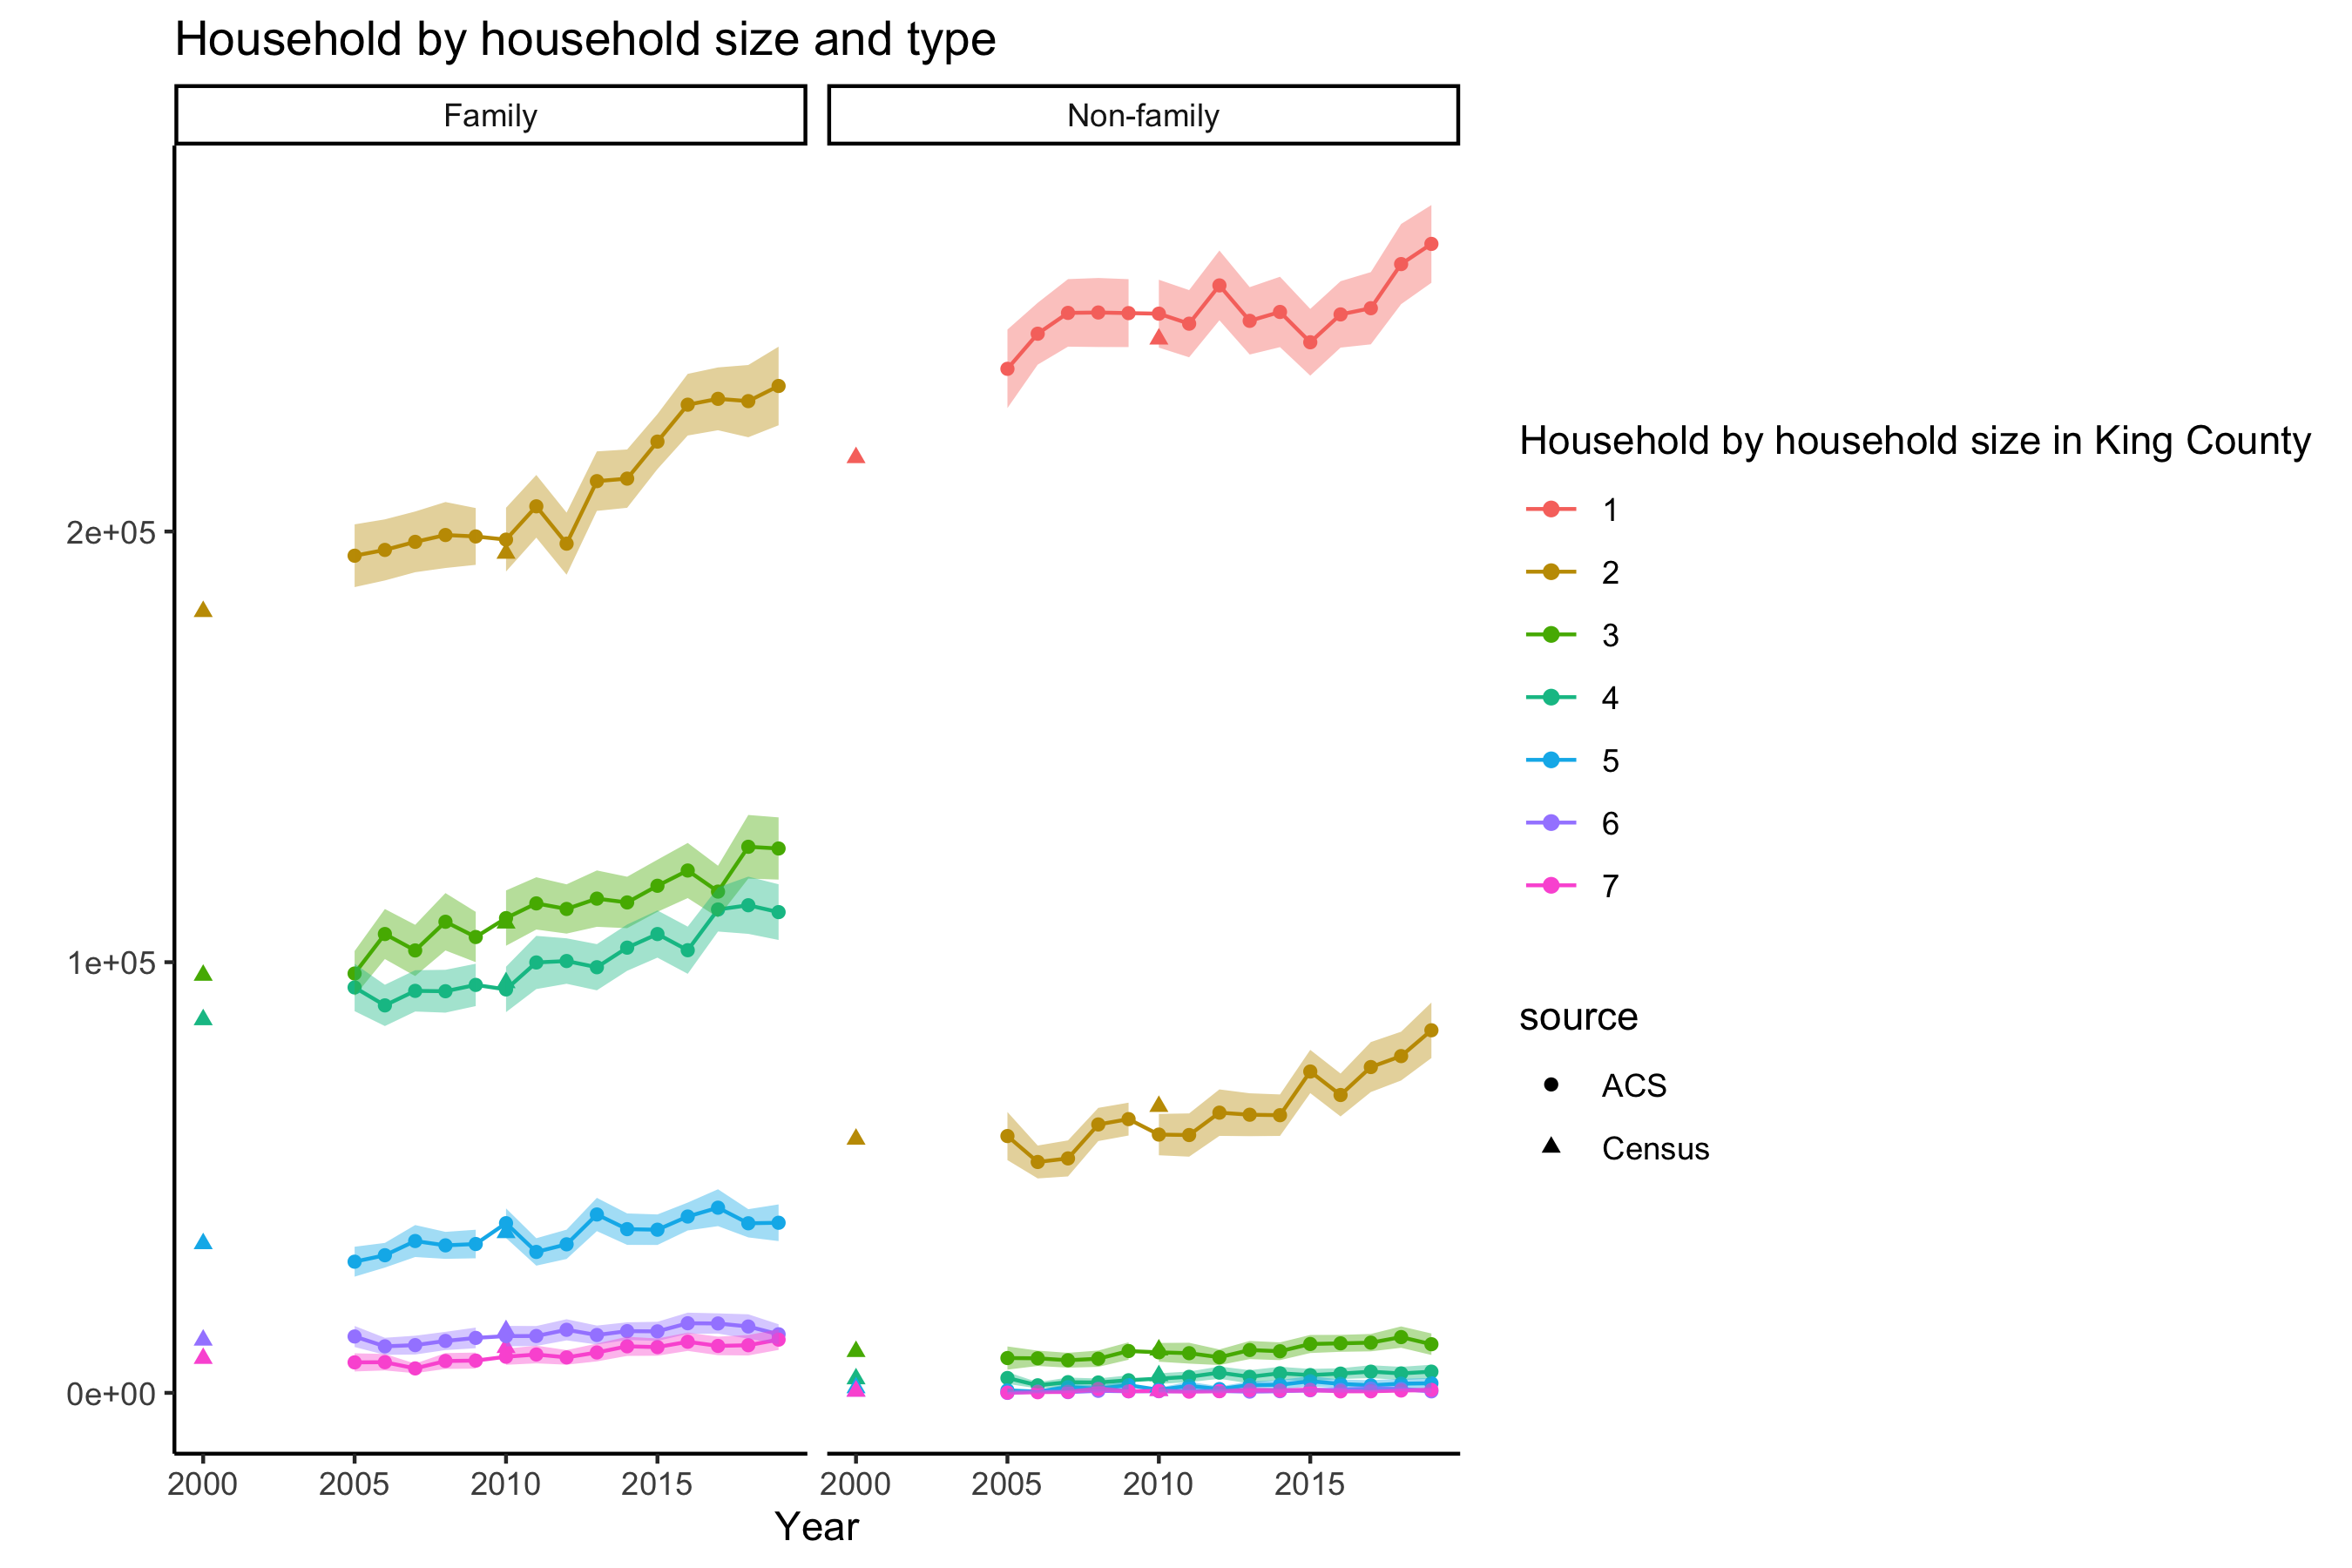 Household by household size and type
Family
Non-family
2e+05
1e+05
0e+00
2000 2005 2010 2015
2000 2005 2010 2015
Year
Household by household size in King County
1
2
3
4
5
6
7
source
ACS
Census